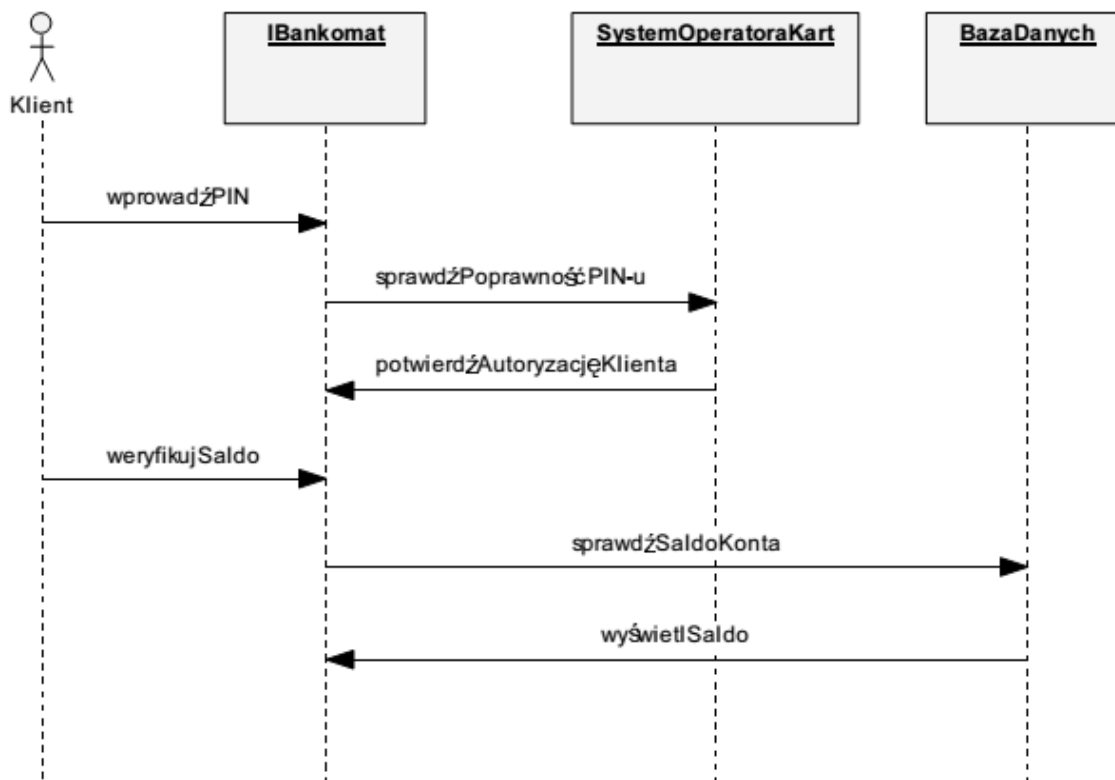 IBankomat
SystemOperatoraKart
BazaDanych
Klient
wprowadźPIN
sprawdźPoprawnośćPIN-u
potwierdźAutoryzacjęKlienta
weryfikujSaldo
sprawdźSaldoKonta
wyświetlSaldo